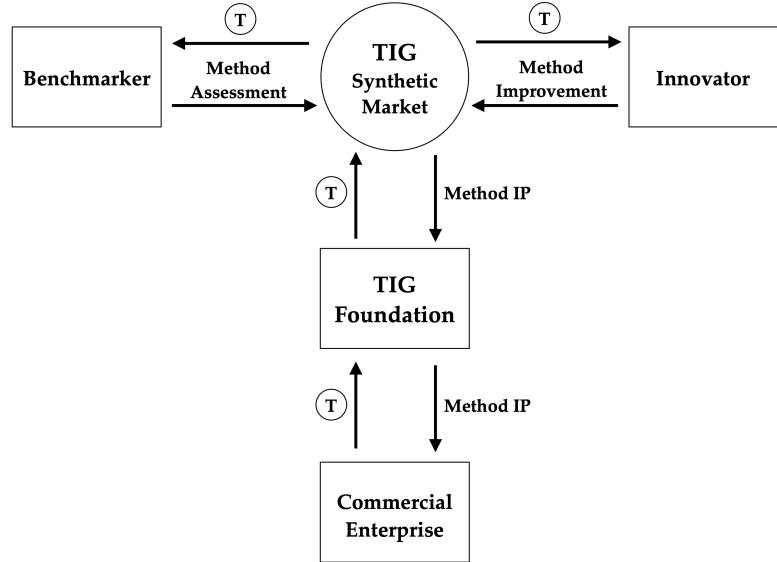 T
T
TIG
Synthetic
Market
Benchmarker
Method
Assessment
Method
Improvement
Innovator
T
Method IP
TIG
Foundation
T
Method IP
Commercial
Enterprise